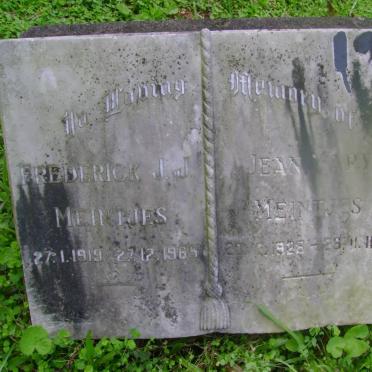 In Loving Memory of
FREDERICK J.J.
MEINTJES
27.1.1919 - 27.12.1984
JEAN
MEINTJES